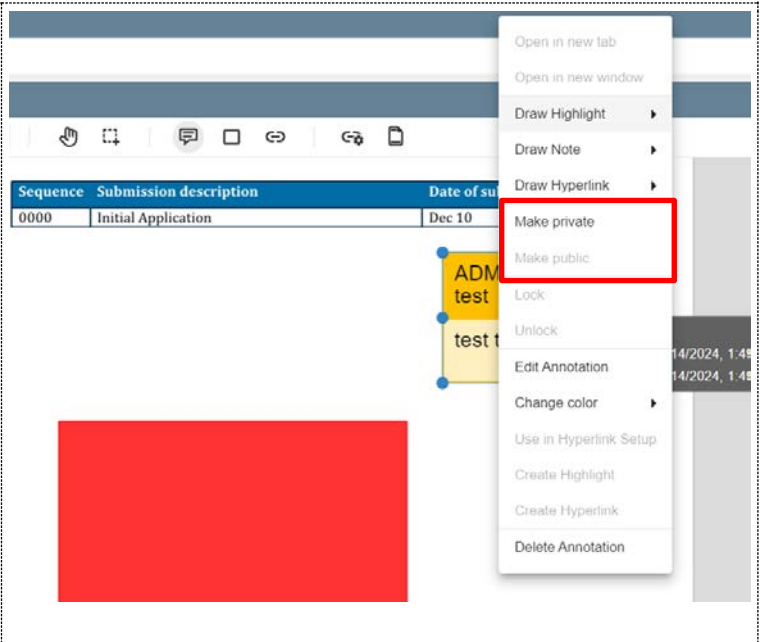 Open in new tab
Open in new window
Draw Highlight
Draw Note
Draw Hyperlink
Sequence Submission description Date of su
0000 Initial Application Dec 10
Make private
Make public
Lock
Unlock
Edit Annotation
Change color
Use in Hyperlink Setup
Create Highlight
Create Hyperlink
Delete Annotation
ADM
test
test t
14/2024, 1:45
14/2024, 1:45